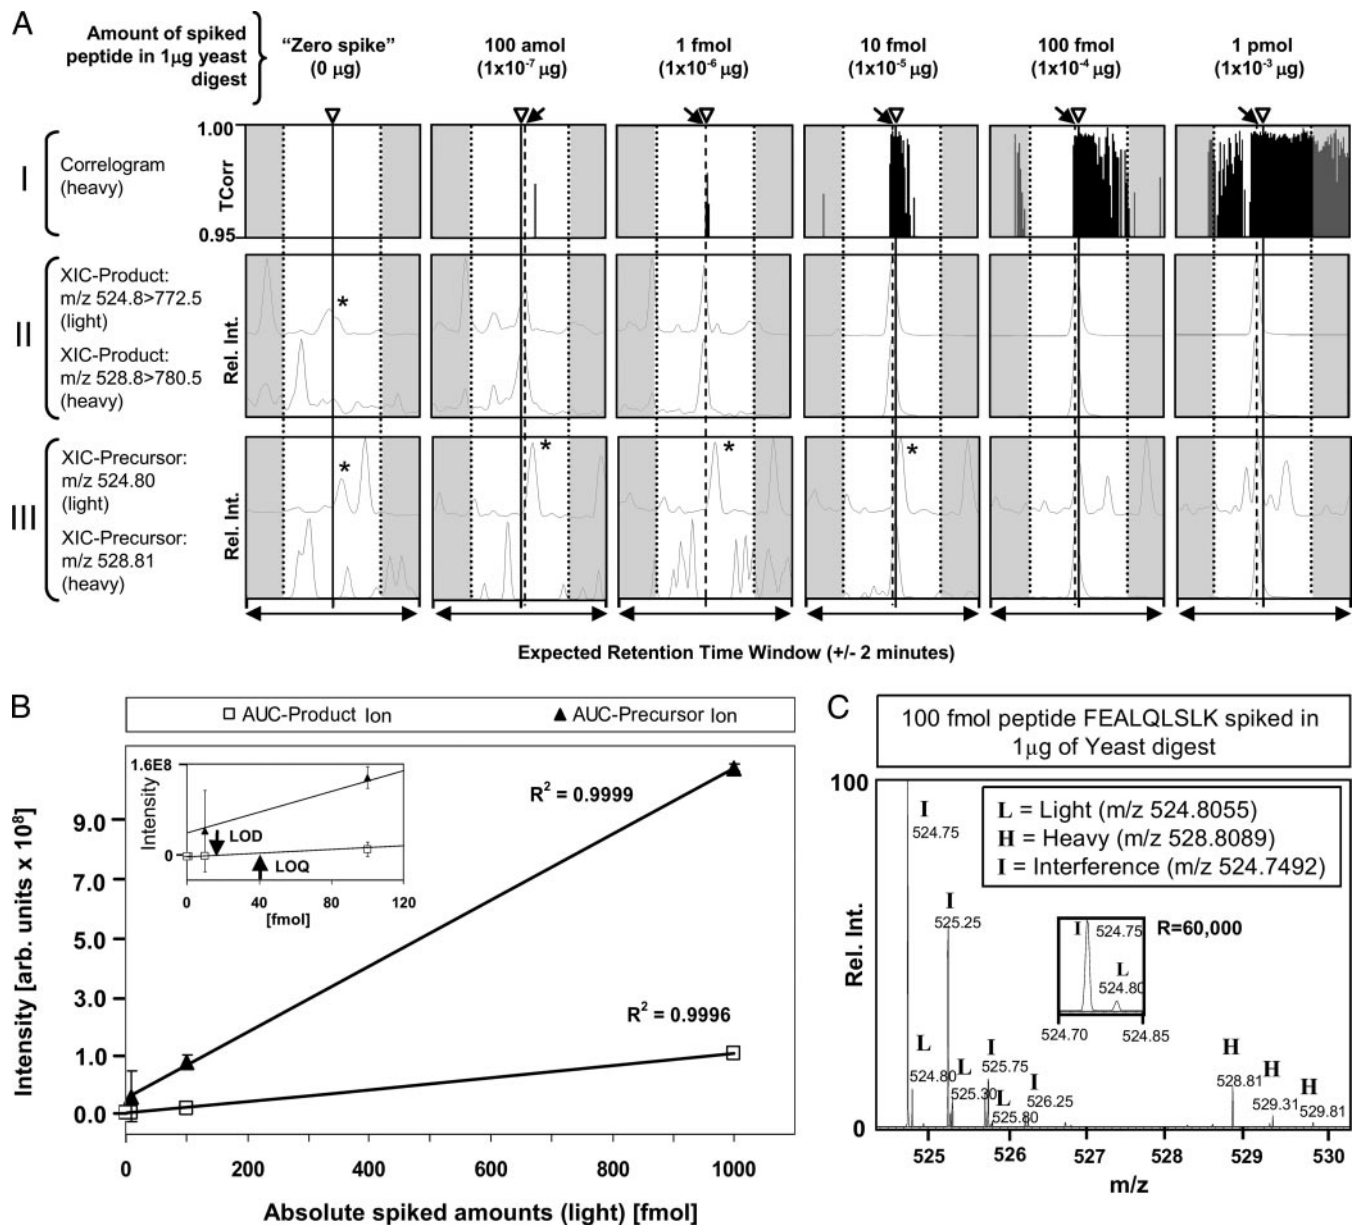 A
Amount of spiked
peptide in 1μg yeast
digest
"Zero spike"
(0 μg)
100 amol
(1x10-7 μg)
1 fmol
(1x10-6 μg)
10 fmol
(1x10-5 μg)
100 fmol
(1x10-4 μg)
1 pmol
(1x10-3 μg)
I
Correlogram
(heavy)
1.00
TCorr
0.95
II
XIC-Product:
m/z 524.8>772.5
(light)
XIC-Product:
m/z 528.8>780.5
(heavy)
Rel. Int.
*
III
XIC-Precursor:
m/z 524.80
(light)
XIC-Precursor:
m/z 528.81
(heavy)
Rel. Int.
* * * *
Expected Retention Time Window (+/- 2 minutes)
B
AUC-Product Ion
AUC-Precursor Ion
Intensity [arb. units x 10⁸]
9.0
7.0
5.0
3.0
1.0
0.0
0 200 400 600 800 1000
Absolute spiked amounts (light) [fmol]
R² = 0.9999
R² = 0.9996
1.6E8
Intensity
0
LOD
LOQ
0 40 80 120
[fmol]
C
100 fmol peptide FEALQLSLK spiked in
1μg of Yeast digest
100
Rel. Int.
0
L = Light (m/z 524.8055)
H = Heavy (m/z 528.8089)
I = Interference (m/z 524.7492)
I
524.75
I
525.25
L
524.80
L
525.30
I
525.75
L
525.80
I
526.25
I 524.75
L
524.80
R=60,000
524.70 524.85
H
528.81
H
529.31
H
529.81
525 526 527 528 529 530
m/z